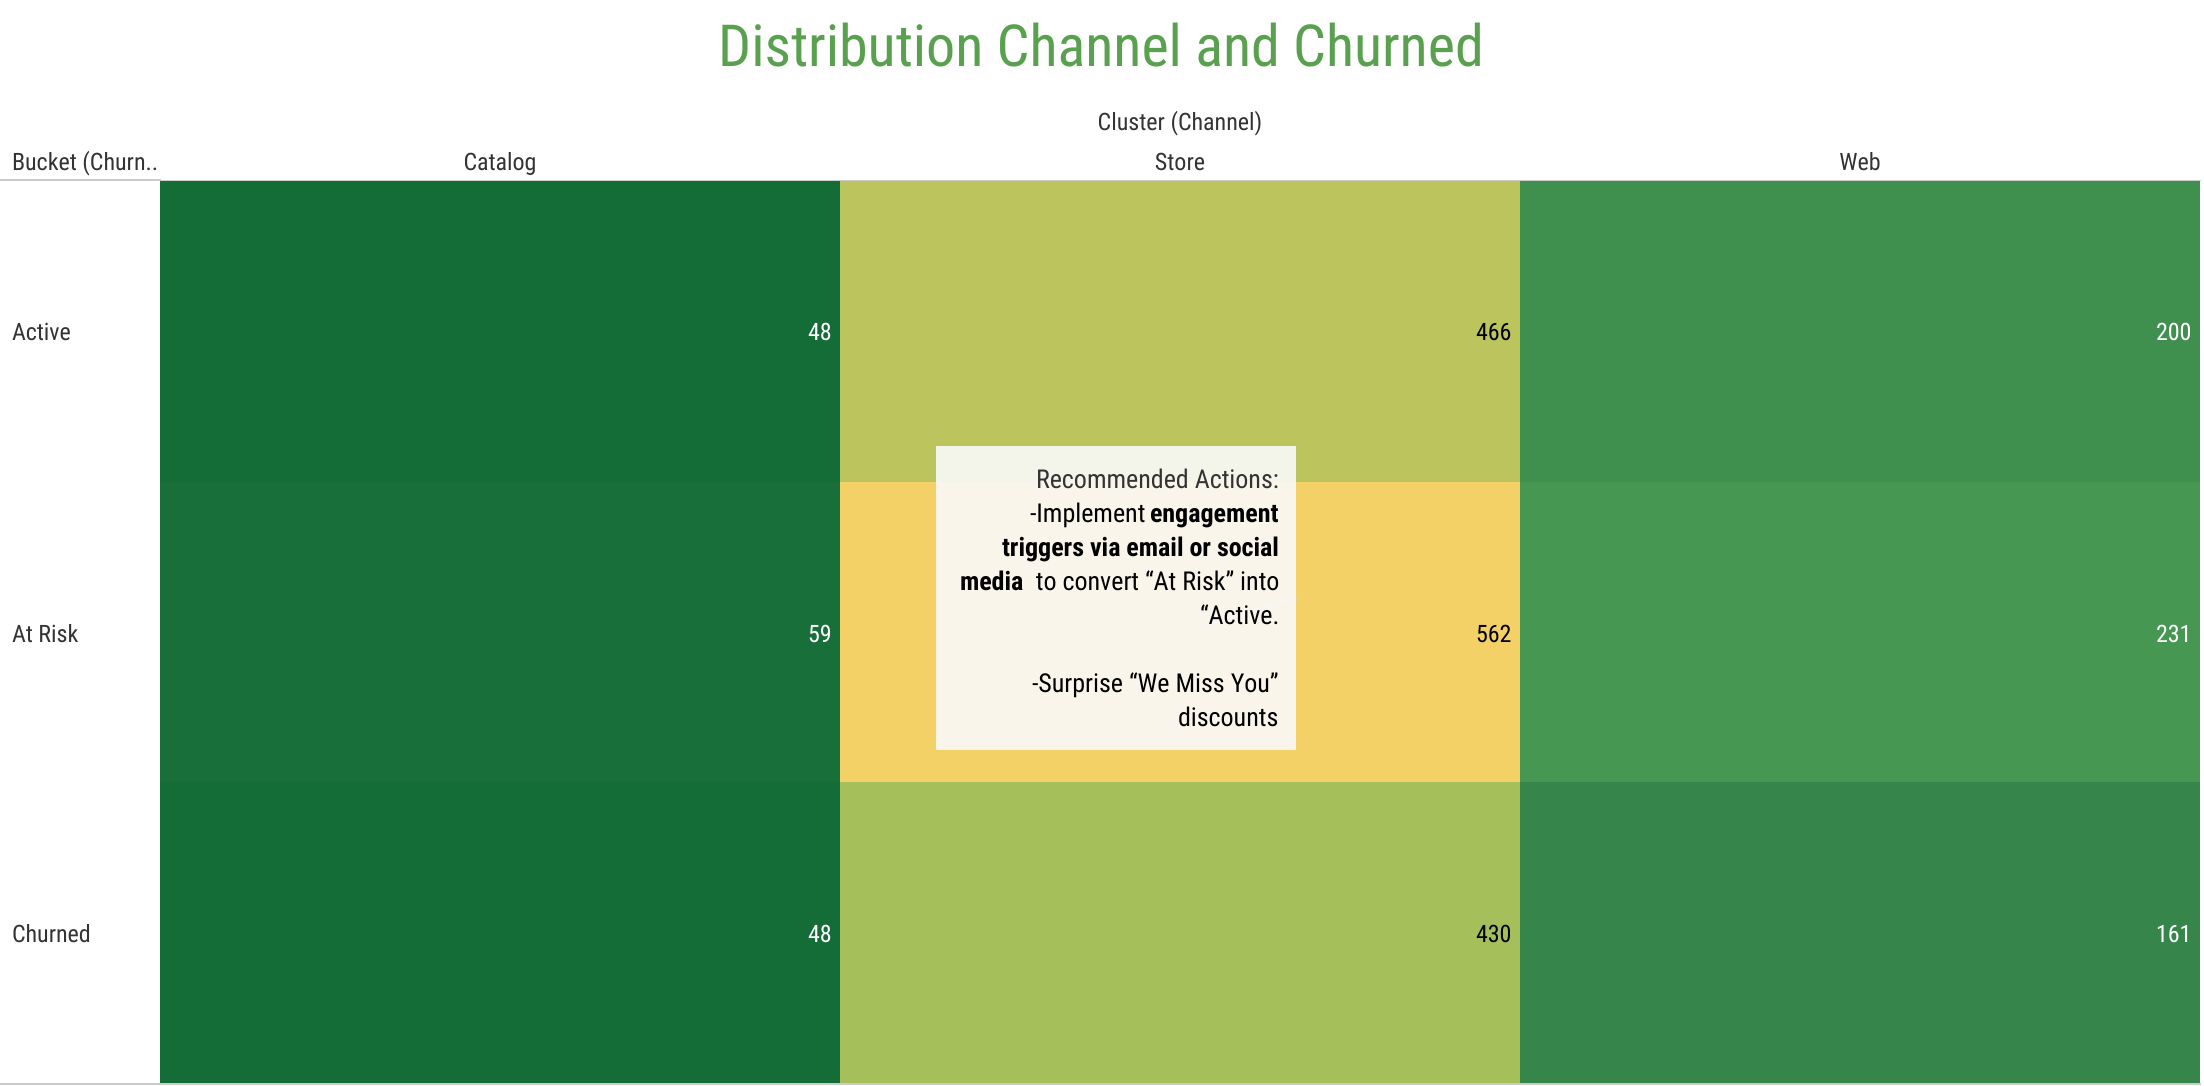 Distribution Channel and Churned
Cluster (Channel)
Bucket (Churn.. Catalog Store Web
Active 48 466 200
Recommended Actions:
-Implement engagement
triggers via email or social
media to convert “At Risk” into
“Active.
-Surprise “We Miss You”
discounts
At Risk 59 562 231
Churned 48 430 161